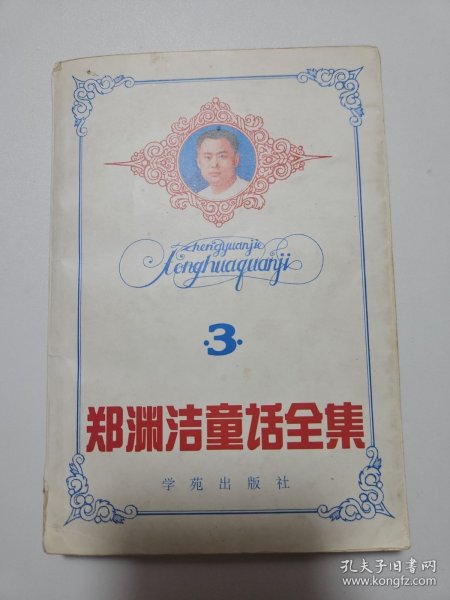 Zhengyuanjie
tonghuaquanji
·3·
郑渊洁童话全集
学苑出版社
孔夫子旧书网
www.kongfz.com